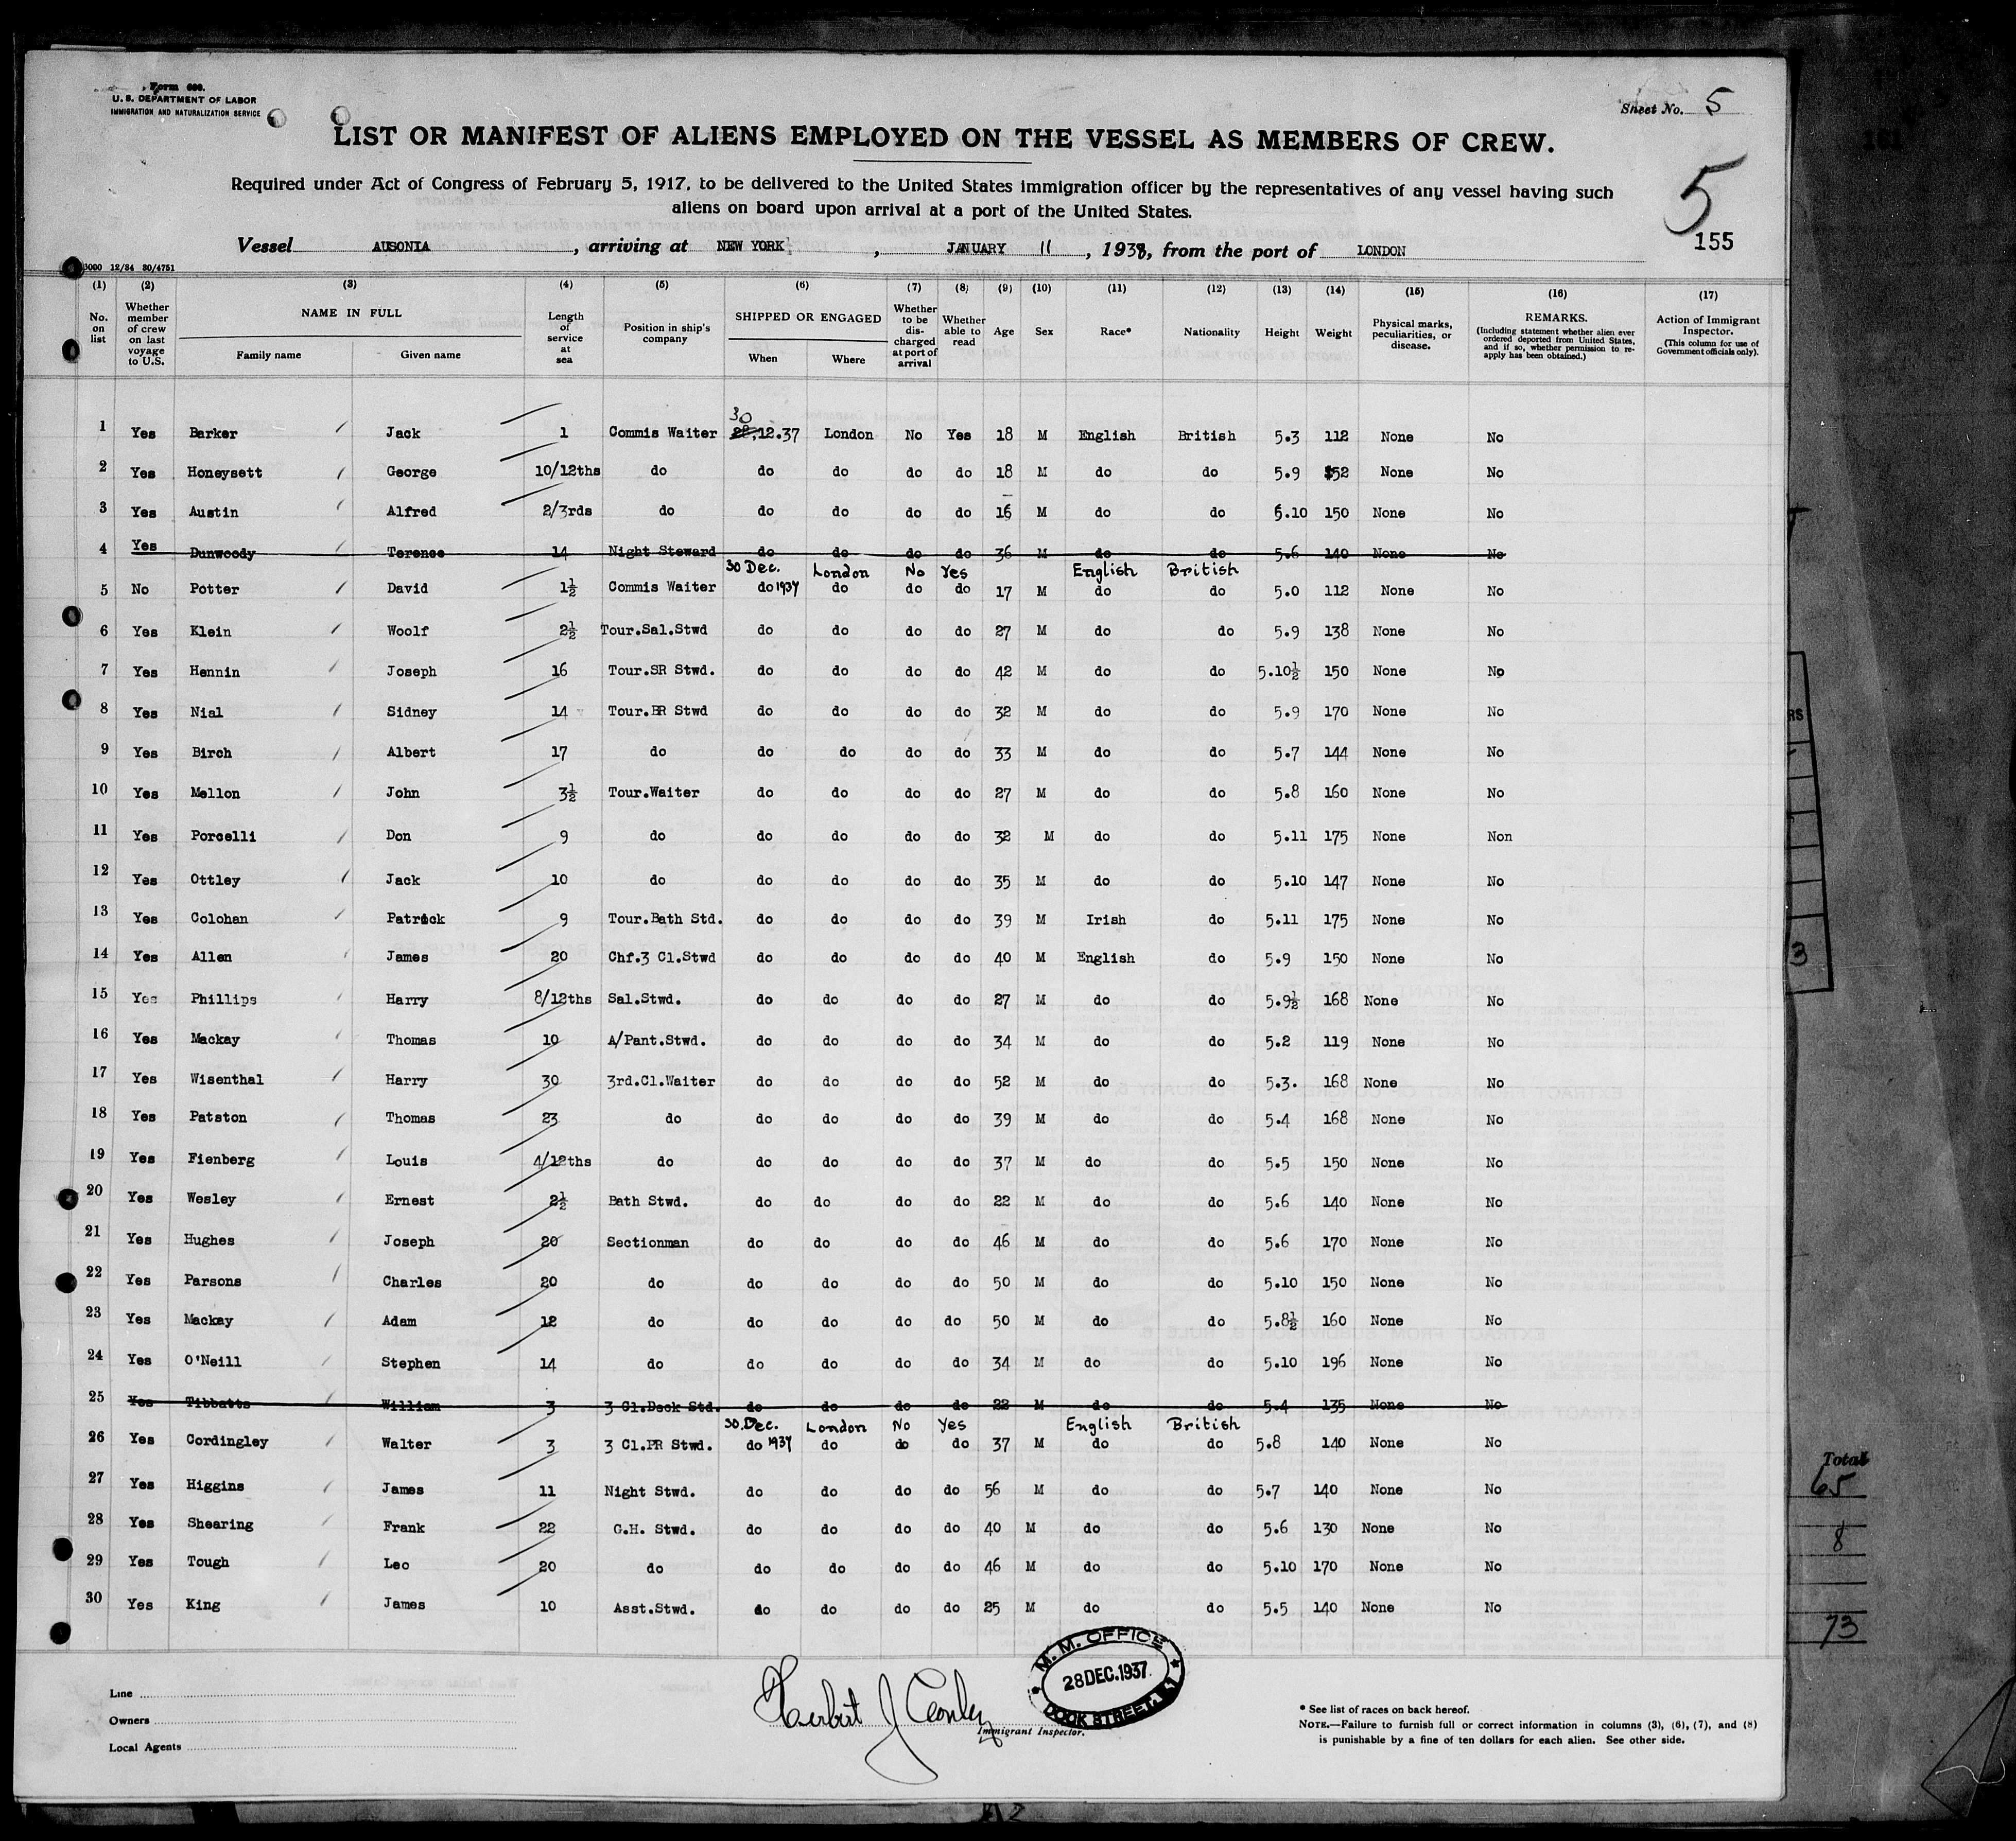 Form 680.
U. S. DEPARTMENT OF LABOR
IMMIGRATION AND NATURALIZATION SERVICE
Sheet No. 5
LIST OR MANIFEST OF ALIENS EMPLOYED ON THE VESSEL AS MEMBERS OF CREW.
Required under Act of Congress of February 5, 1917, to be delivered to the United States immigration officer by the representatives of any vessel having such
aliens on board upon arrival at a port of the United States.
5
155
Vessel AUSONIA, arriving at NEW YORK, JANUARY 11, 1938, from the port of LONDON
3000 12/34 30/4751
(1) (2) (3) (4) (5) (6) (7) (8) (9) (10) (11) (12) (13) (14) (15) (16) (17)
No. on list Whether member of crew on last voyage to U.S. NAME IN FULL Family name Given name Length of service at sea Position in ship's company SHIPPED OR ENGAGED When Where Whether to be discharged at port of arrival Whether able to read Age Sex Race* Nationality Height Weight Physical marks, peculiarities, or disease. REMARKS. (Including statement whether alien ever ordered deported from United States, and if so, whether permission to re-apply has been obtained.) Action of Immigrant Inspector. (This column for use of Government officials only).
30
1 Yes Barker Jack 1 Commis Waiter 28.12.37 London No Yes 18 M English British 5.3 112 None No
2 Yes Honeysett George 10/12ths do do do do do 18 M do do 5.9 152 None No
3 Yes Austin Alfred 2/3rds do do do do do 16 M do do 5.10 150 None No
4 Yes Dunwoody Terence 14 Night Steward do do do do 36 M do do 5.6 140 None No
30 Dec. London No Yes English British
5 No Potter David 1½ Commis Waiter do 1937 do do do 17 M do do 5.0 112 None No
6 Yes Klein Woolf 2½ Tour.Sal.Stwd do do do do 27 M do do 5.9 138 None No
7 Yes Hennin Joseph 16 Tour.SR Stwd. do do do do 42 M do do 5.10½ 150 None No
8 Yes Nial Sidney 14 Tour.BR Stwd do do do do 32 M do do 5.9 170 None No
9 Yes Birch Albert 17 do do do do do 33 M do do 5.7 144 None No
10 Yes Mellon John 3½ Tour.Waiter do do do do 27 M do do 5.8 160 None No
11 Yes Porcelli Don 9 do do do do do 32 M do do 5.11 175 None Non
12 Yes Ottley Jack 10 do do do do do 35 M do do 5.10 147 None No
13 Yes Colohan Patrick 9 Tour.Bath Std. do do do do 39 M Irish do 5.11 175 None No
14 Yes Allen James 20 Chf.3 Cl.Stwd do do do do 40 M English do 5.9 150 None No
15 Yes Phillips Harry 8/12ths Sal.Stwd. do do do do 27 M do do 5.9½ 168 None No
16 Yes Mackay Thomas 10 A/Pant.Stwd. do do do do 34 M do do 5.2 119 None No
17 Yes Wisenthal Harry 30 3rd.Cl.Waiter do do do do 52 M do do 5.3. 168 None No
18 Yes Patston Thomas 23 do do do do do 39 M do do 5.4 168 None No
19 Yes Fienberg Louis 4/12ths do do do do do 37 M do do 5.5 150 None No
20 Yes Wesley Ernest 2½ Bath Stwd. do do do do 22 M do do 5.6 140 None No
21 Yes Hughes Joseph 20 Sectionman do do do do 46 M do do 5.6 170 None No
22 Yes Parsons Charles 20 do do do do do 50 M do do 5.10 150 None No
23 Yes Mackay Adam 12 do do do do do 50 M do do 5.8½ 160 None No
24 Yes O'Neill Stephen 14 do do do do do 34 M do do 5.10 196 None No
25 Yes Tibbatts William 3 3 Cl.Deck Std. do do do do 22 M do do 5.4 135 None No
30.Dec. London No Yes English British
26 Yes Cordingley Walter 3 3 Cl.PR Stwd. do 1937 do do do 37 M do do 5.8 140 None No
27 Yes Higgins James 11 Night Stwd. do do do do 56 M do do 5.7 140 None No
28 Yes Shearing Frank 22 G.H. Stwd. do do do do 40 M do do 5.6 130 None No
29 Yes Tough Leo 20 do do do do do 46 M do do 5.10 170 None No
30 Yes King James 10 Asst.Stwd. do do do do 25 M do do 5.5 140 None No
Line
Owners
Local Agents
Herbert J
Immigrant Inspector.
M. M. OFFICE
28 DEC. 1937
DOCK STREET. E.1
* See list of races on back hereof.
NOTE.—Failure to furnish full or correct information in columns (3), (6), (7), and (8)
is punishable by a fine of ten dollars for each alien. See other side.
3
Total
65
8
73